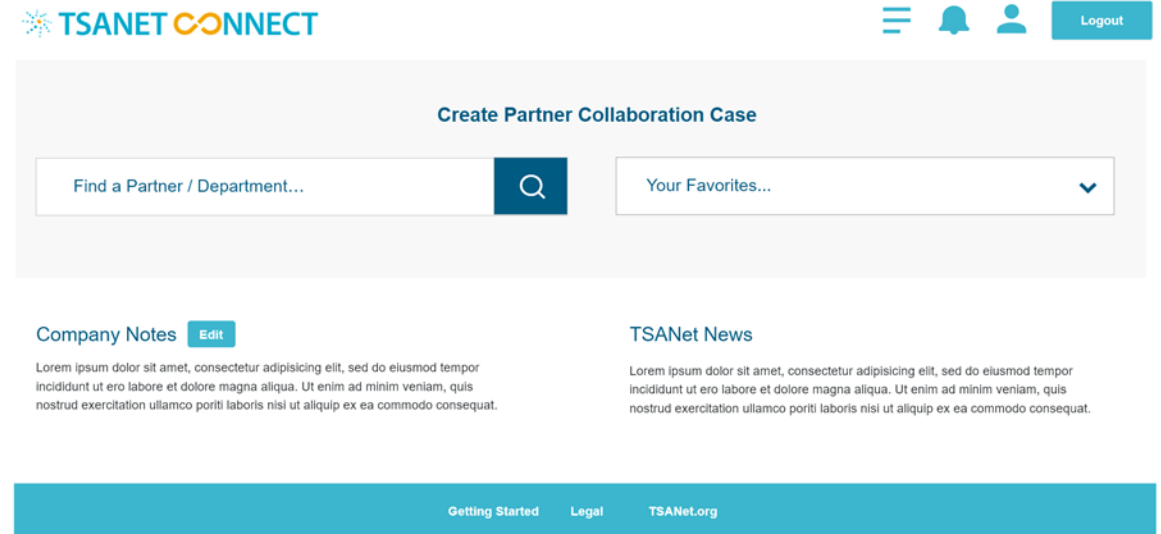 TSANET CONNECT
Logout
Create Partner Collaboration Case
Find a Partner / Department...
Your Favorites...
Company Notes
Edit
Lorem ipsum dolor sit amet, consectetur adipisicing elit, sed do eiusmod tempor
incididunt ut ero labore et dolore magna aliqua. Ut enim ad minim veniam, quis
nostrud exercitation ullamco poriti laboris nisi ut aliquip ex ea commodo consequat.
TSANet News
Lorem ipsum dolor sit amet, consectetur adipisicing elit, sed do eiusmod tempor
incididunt ut ero labore et dolore magna aliqua. Ut enim ad minim veniam, quis
nostrud exercitation ullamco poriti laboris nisi ut aliquip ex ea commodo consequat.
Getting Started
Legal
TSANet.org